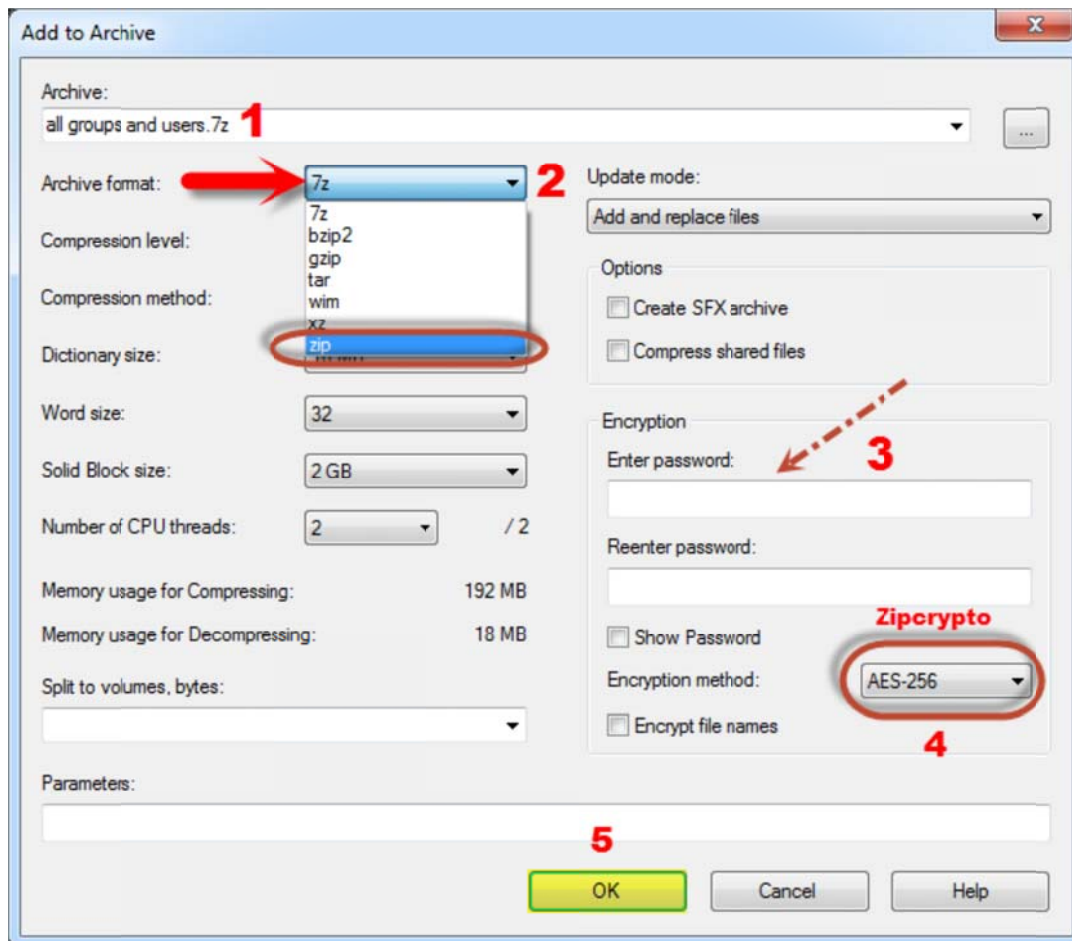 Add to Archive
Archive:
all groups and users.7z 1
...
Archive format: 7z 2
7z
bzip2
gzip
tar
wim
xz
zip
Compression level:
Compression method:
Dictionary size:
Word size: 32
Solid Block size: 2 GB
Number of CPU threads: 2 / 2
Memory usage for Compressing: 192 MB
Memory usage for Decompressing: 18 MB
Split to volumes, bytes:
Update mode:
Add and replace files
Options
Create SFX archive
Compress shared files
Encryption
3
Enter password:
Reenter password:
Zipcrypto
Show Password
Encryption method: AES-256
Encrypt file names
4
Parameters:
5
OK Cancel Help